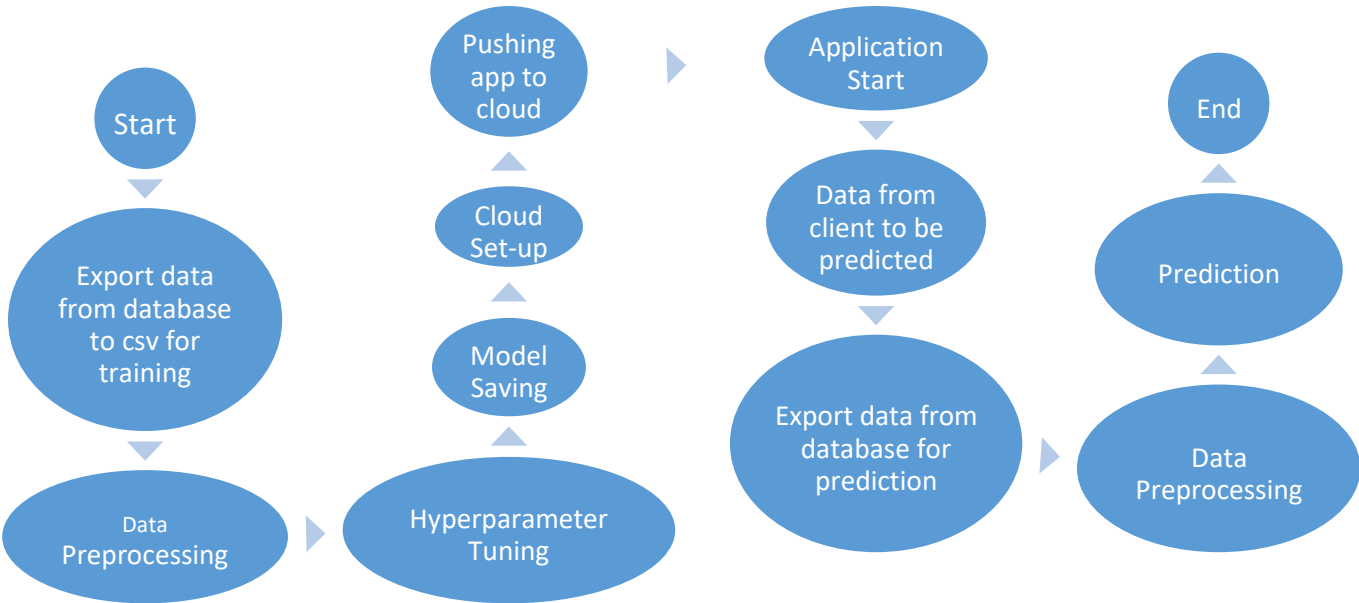 Start
Export data
from database
to csv for
training
Data
Preprocessing
Hyperparameter
Tuning
Model
Saving
Cloud
Set-up
Pushing
app to
cloud
Application
Start
Data from
client to be
predicted
Export data from
database for
prediction
Data
Preprocessing
Prediction
End